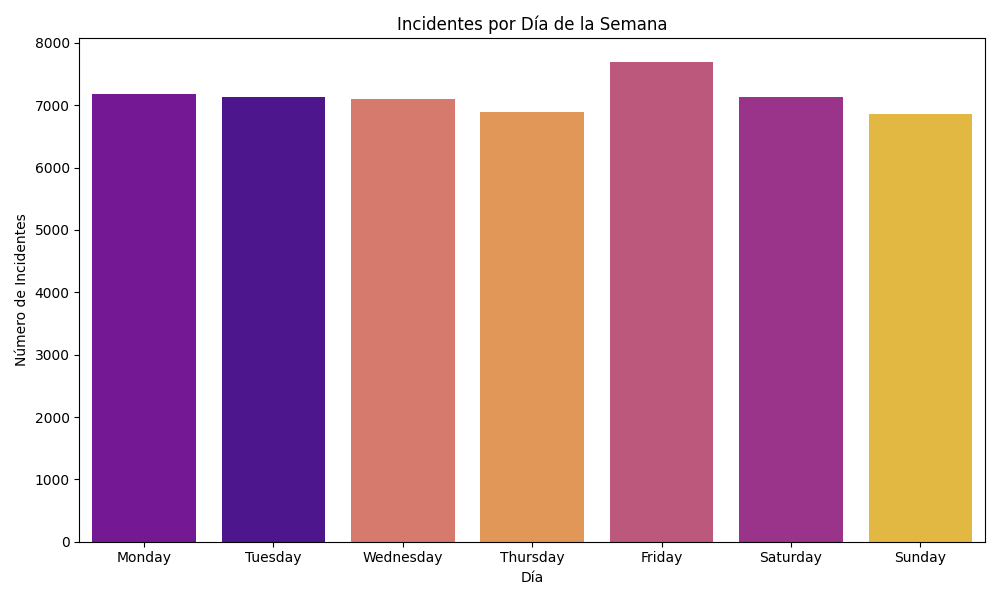 Incidentes por Día de la Semana
Número de Incidentes
8000
7000
6000
5000
4000
3000
2000
1000
0
Monday Tuesday Wednesday Thursday Friday Saturday Sunday
Día